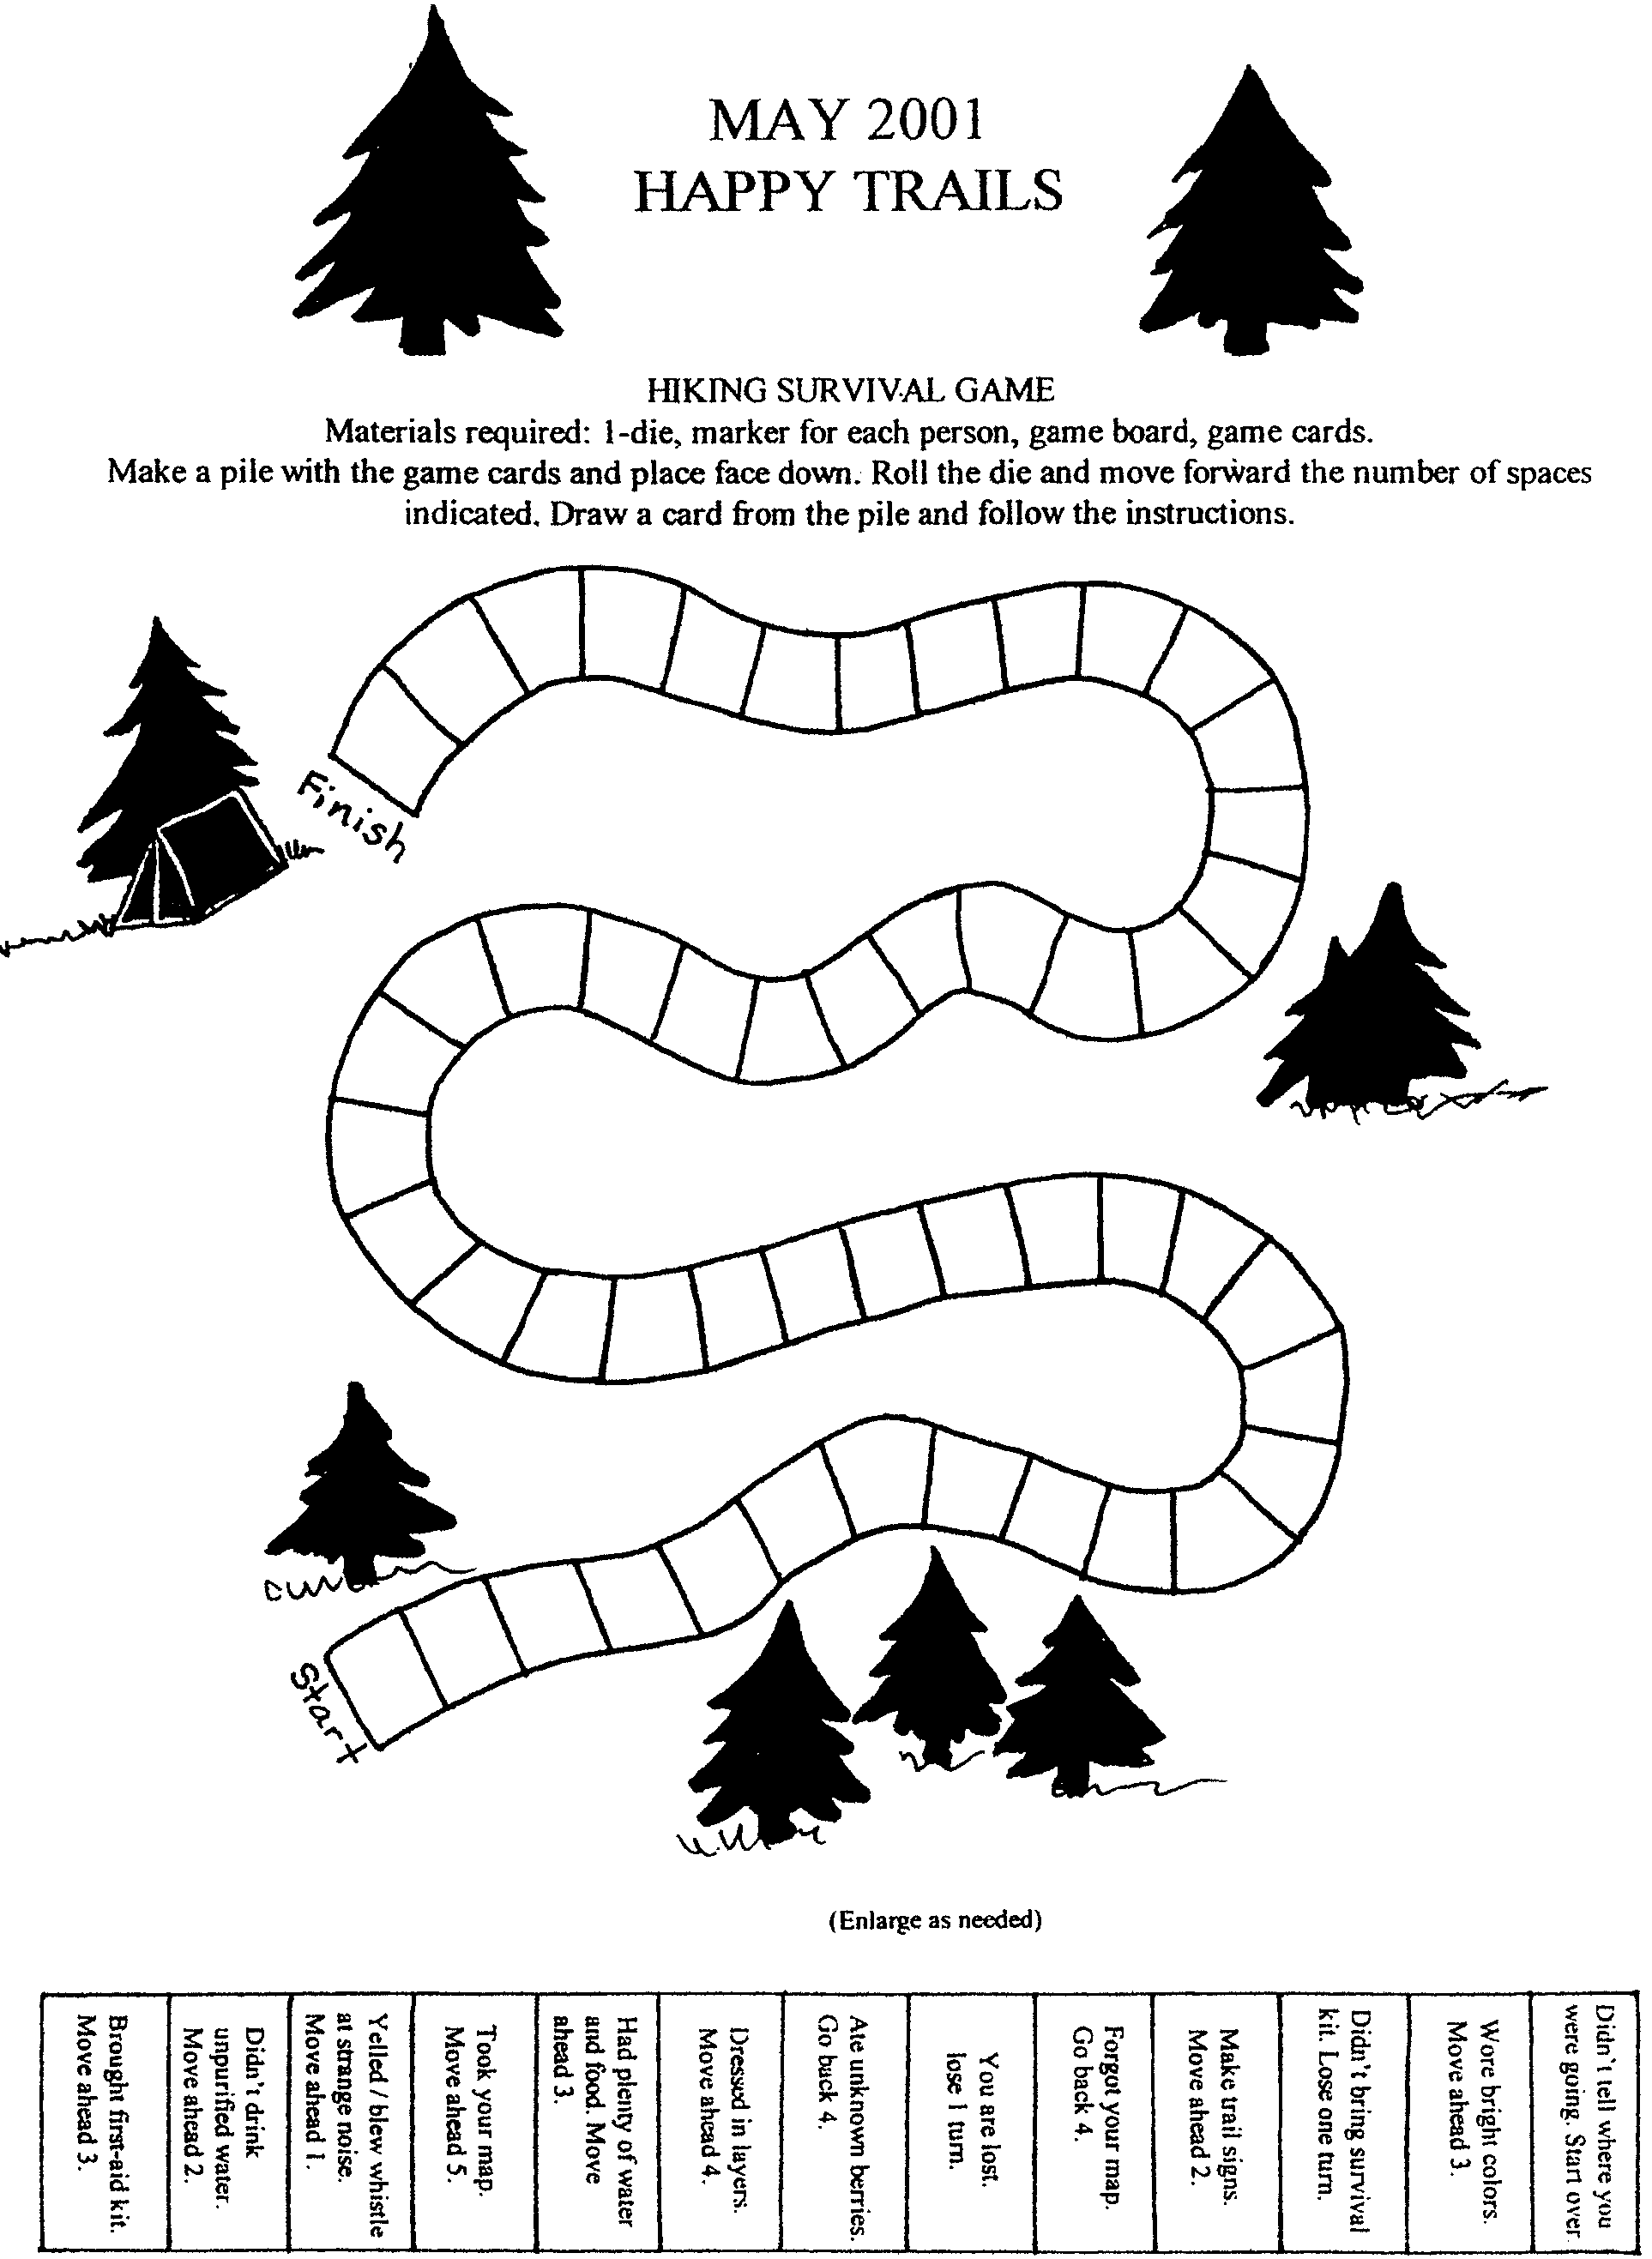 MAY 2001
HAPPY TRAILS
HIKING SURVIVAL GAME
Materials required: 1-die, marker for each person, game board, game cards.
Make a pile with the game cards and place face down. Roll the die and move forward the number of spaces
indicated. Draw a card from the pile and follow the instructions.
Finish
Start
(Enlarge as needed)
Brought first-aid kit.
Move ahead 3.
Didn't drink
unpurified water.
Move ahead 2.
Yelled / blew whistle
at strange noise.
Move ahead 1.
Took your map.
Move ahead 5.
Had plenty of water
and food. Move
ahead 3.
Dressed in layers.
Move ahead 4.
Ate unknown berries.
Go back 4.
You are lost.
lose 1 turn.
Forgot your map.
Go back 4.
Make trail signs.
Move ahead 2.
Didn't bring survival
kit. Lose one turn.
Wore bright colors.
Move ahead 3.
Didn't tell where you
were going. Start over.